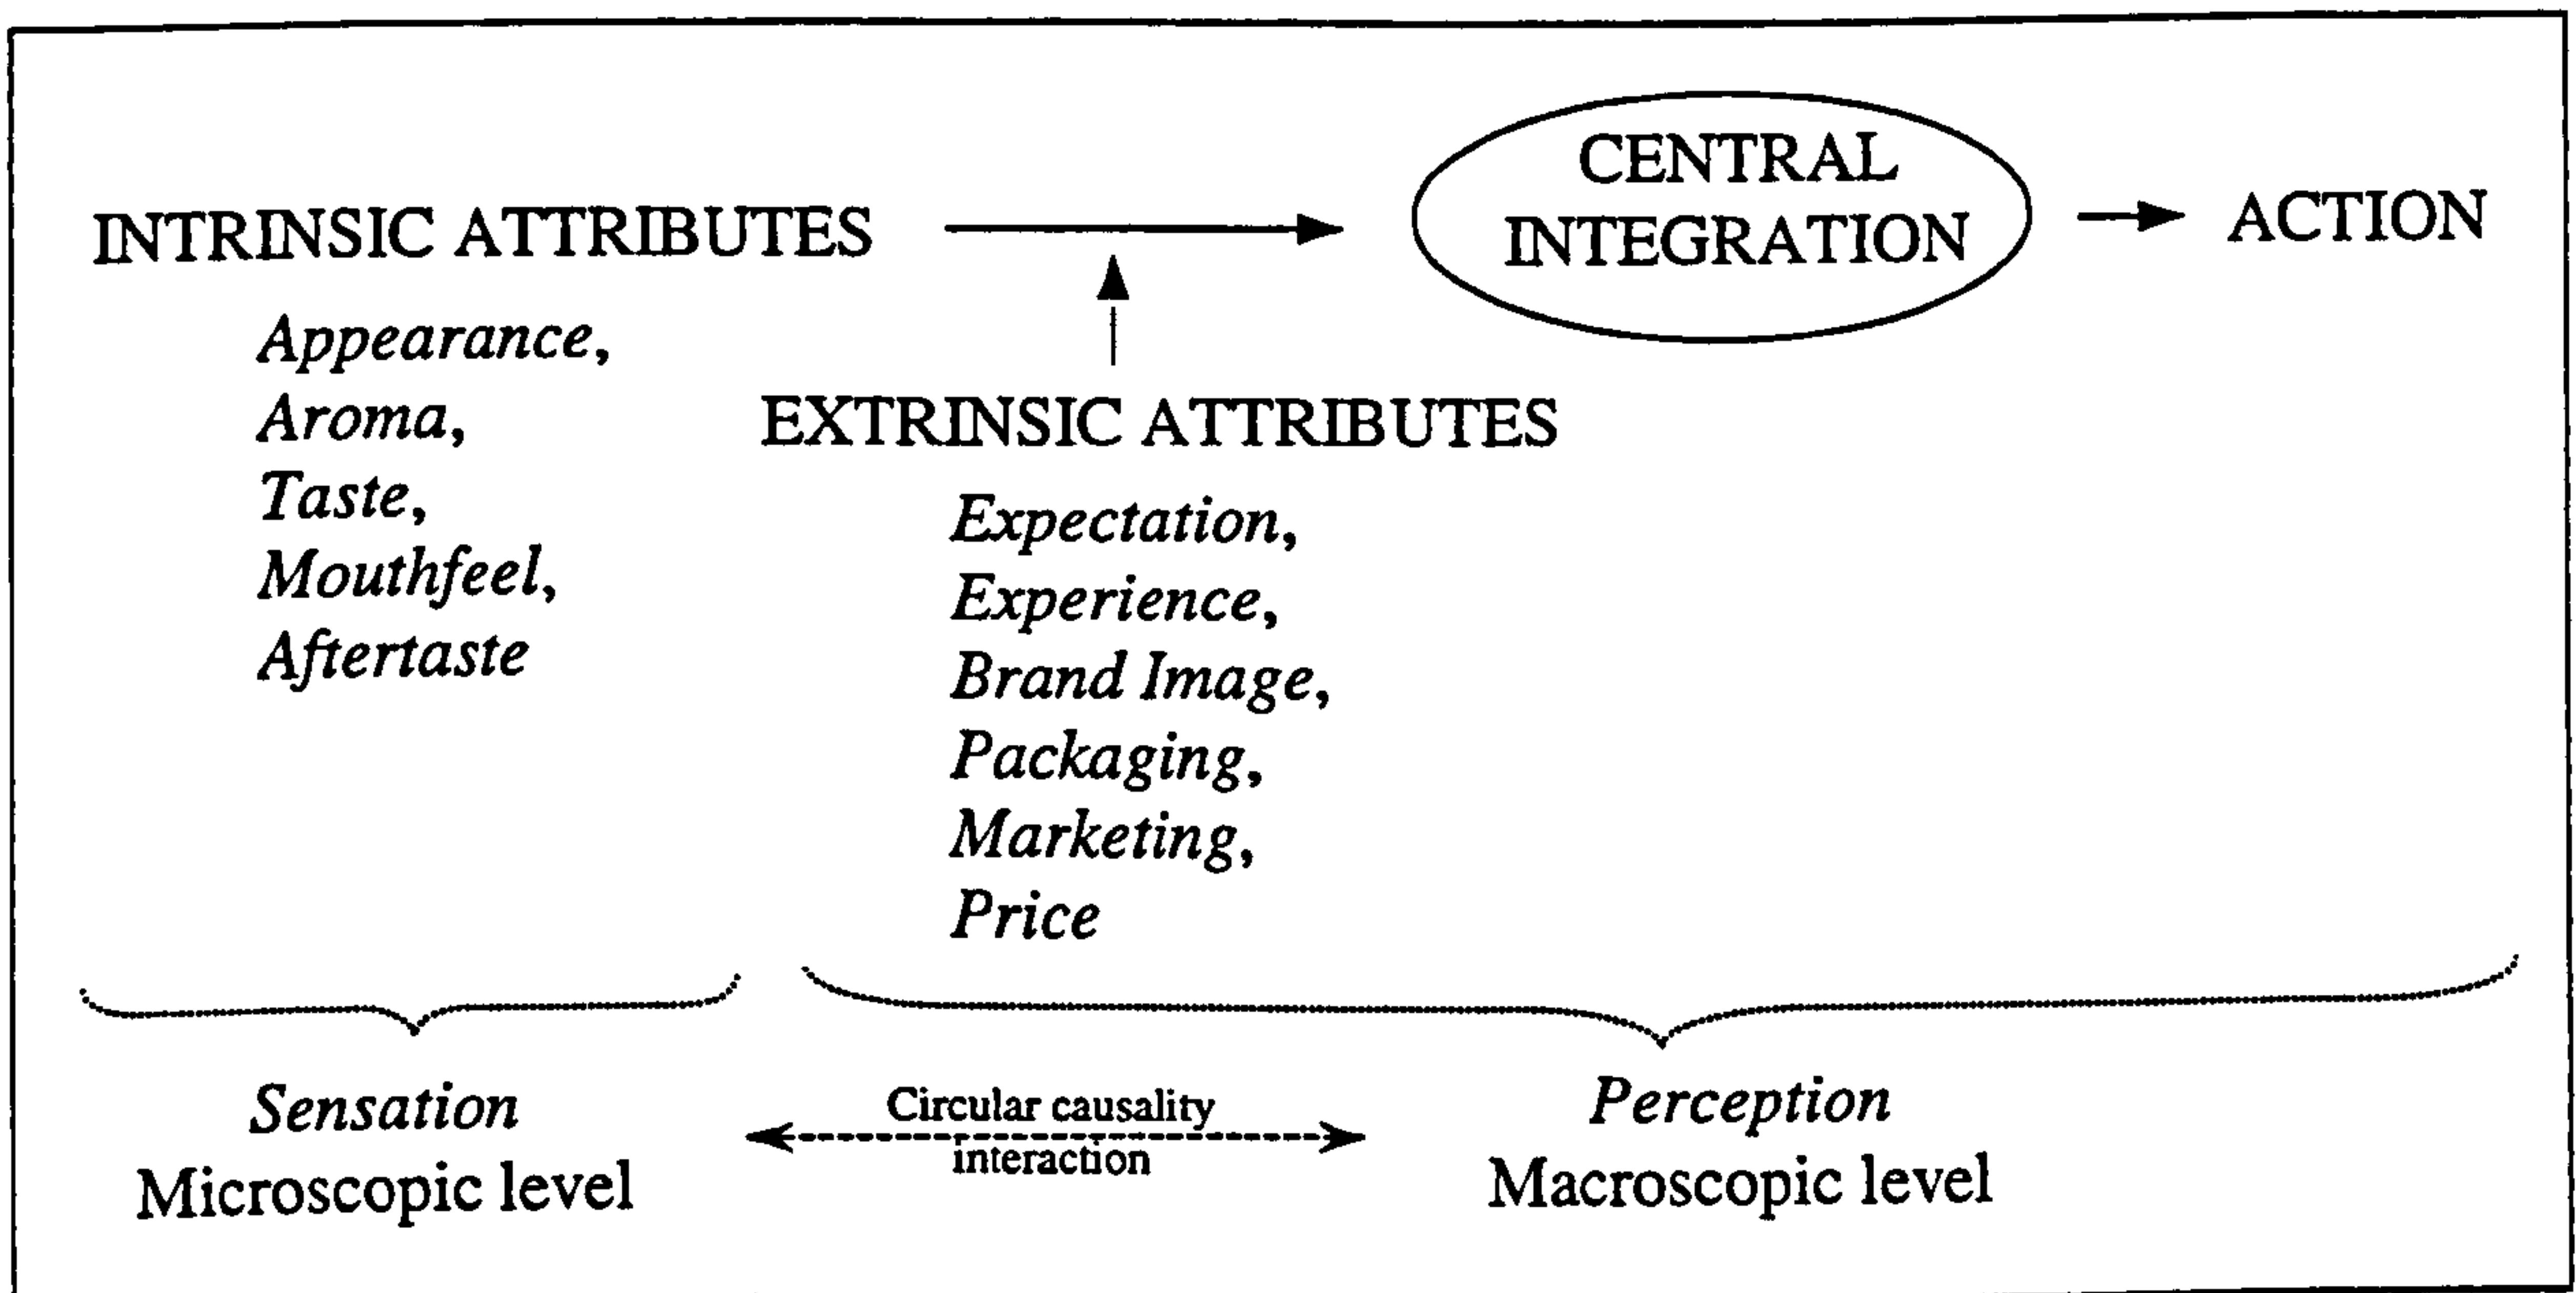 CENTRAL
INTEGRATION
INTRINSIC ATTRIBUTES
ACTION
Appearance,
Aroma,
Taste,
Mouthfeel,
Aftertaste
EXTRINSIC ATTRIBUTES
Expectation,
Experience,
Brand Image,
Packaging,
Marketing,
Price
Sensation
Microscopic level
Circular causality
interaction
Perception
Macroscopic level